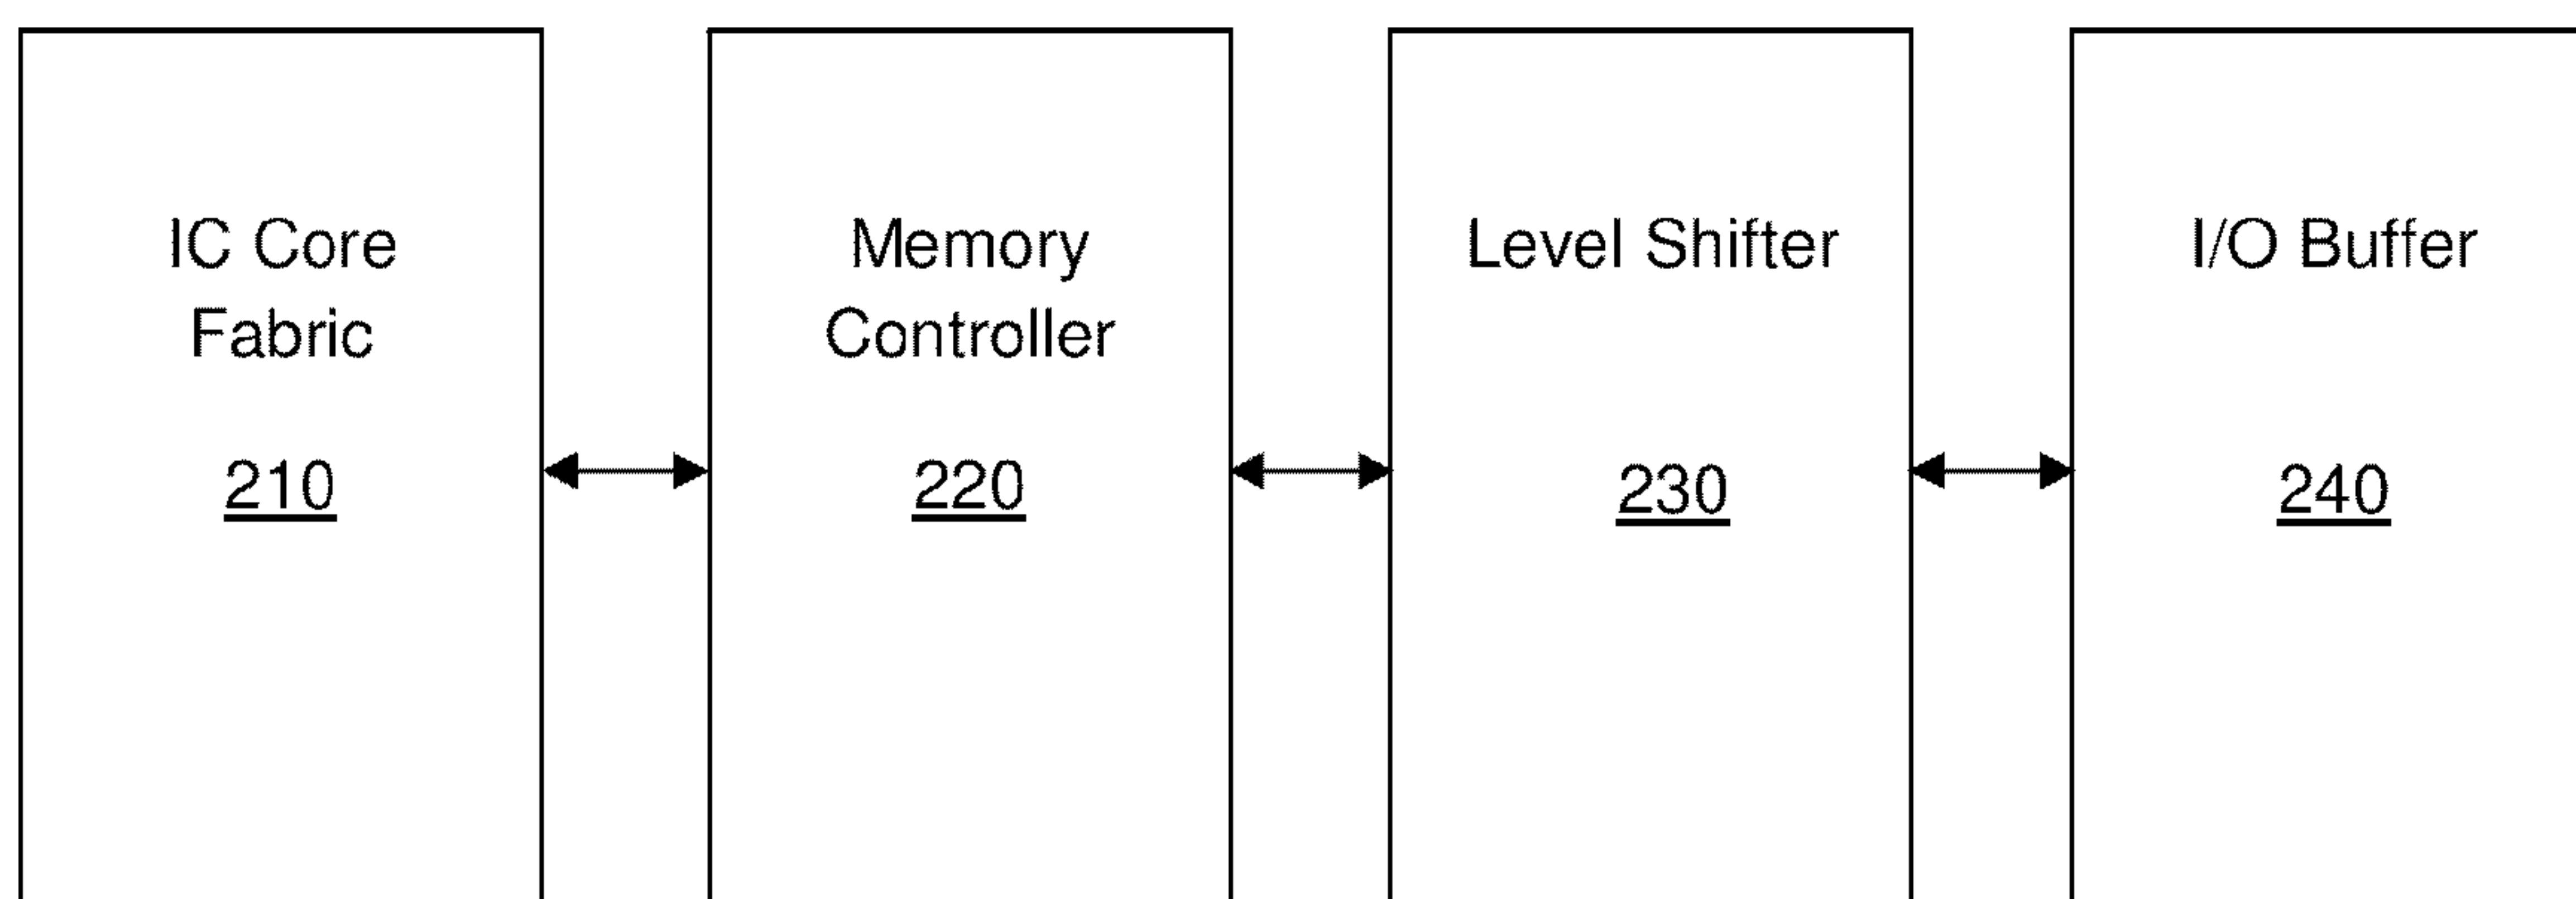 IC Core
Fabric
210
Memory
Controller
220
Level Shifter
230
I/O Buffer
240